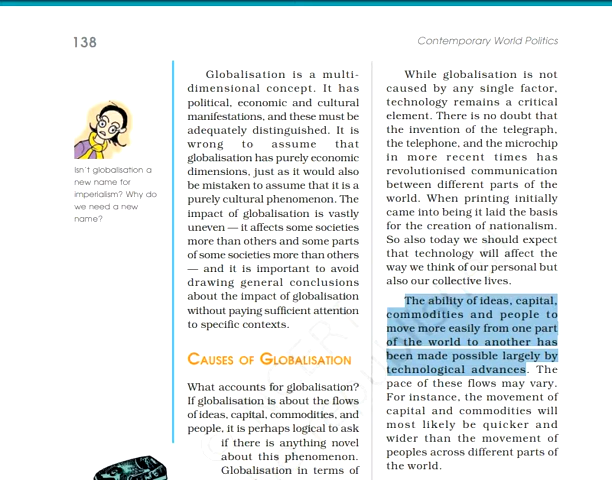 138
Contemporary World Politics
Isn't globalisation a
new name for
imperialism? Why do
we need a new
name?
Globalisation is a multi-
dimensional concept. It has
political, economic and cultural
manifestations, and these must be
adequately distinguished. It is
wrong to assume that
globalisation has purely economic
dimensions, just as it would also
be mistaken to assume that it is a
purely cultural phenomenon. The
impact of globalisation is vastly
uneven — it affects some societies
more than others and some parts
of some societies more than others
— and it is important to avoid
drawing general conclusions
about the impact of globalisation
without paying sufficient attention
to specific contexts.
CAUSES OF GLOBALISATION
What accounts for globalisation?
If globalisation is about the flows
of ideas, capital, commodities, and
people, it is perhaps logical to ask
if there is anything novel
about this phenomenon.
Globalisation in terms of
While globalisation is not
caused by any single factor,
technology remains a critical
element. There is no doubt that
the invention of the telegraph,
the telephone, and the microchip
in more recent times has
revolutionised communication
between different parts of the
world. When printing initially
came into being it laid the basis
for the creation of nationalism.
So also today we should expect
that technology will affect the
way we think of our personal but
also our collective lives.
The ability of ideas, capital,
commodities and people to
move more easily from one part
of the world to another has
been made possible largely by
technological advances. The
pace of these flows may vary.
For instance, the movement of
capital and commodities will
most likely be quicker and
wider than the movement of
peoples across different parts of
the world.